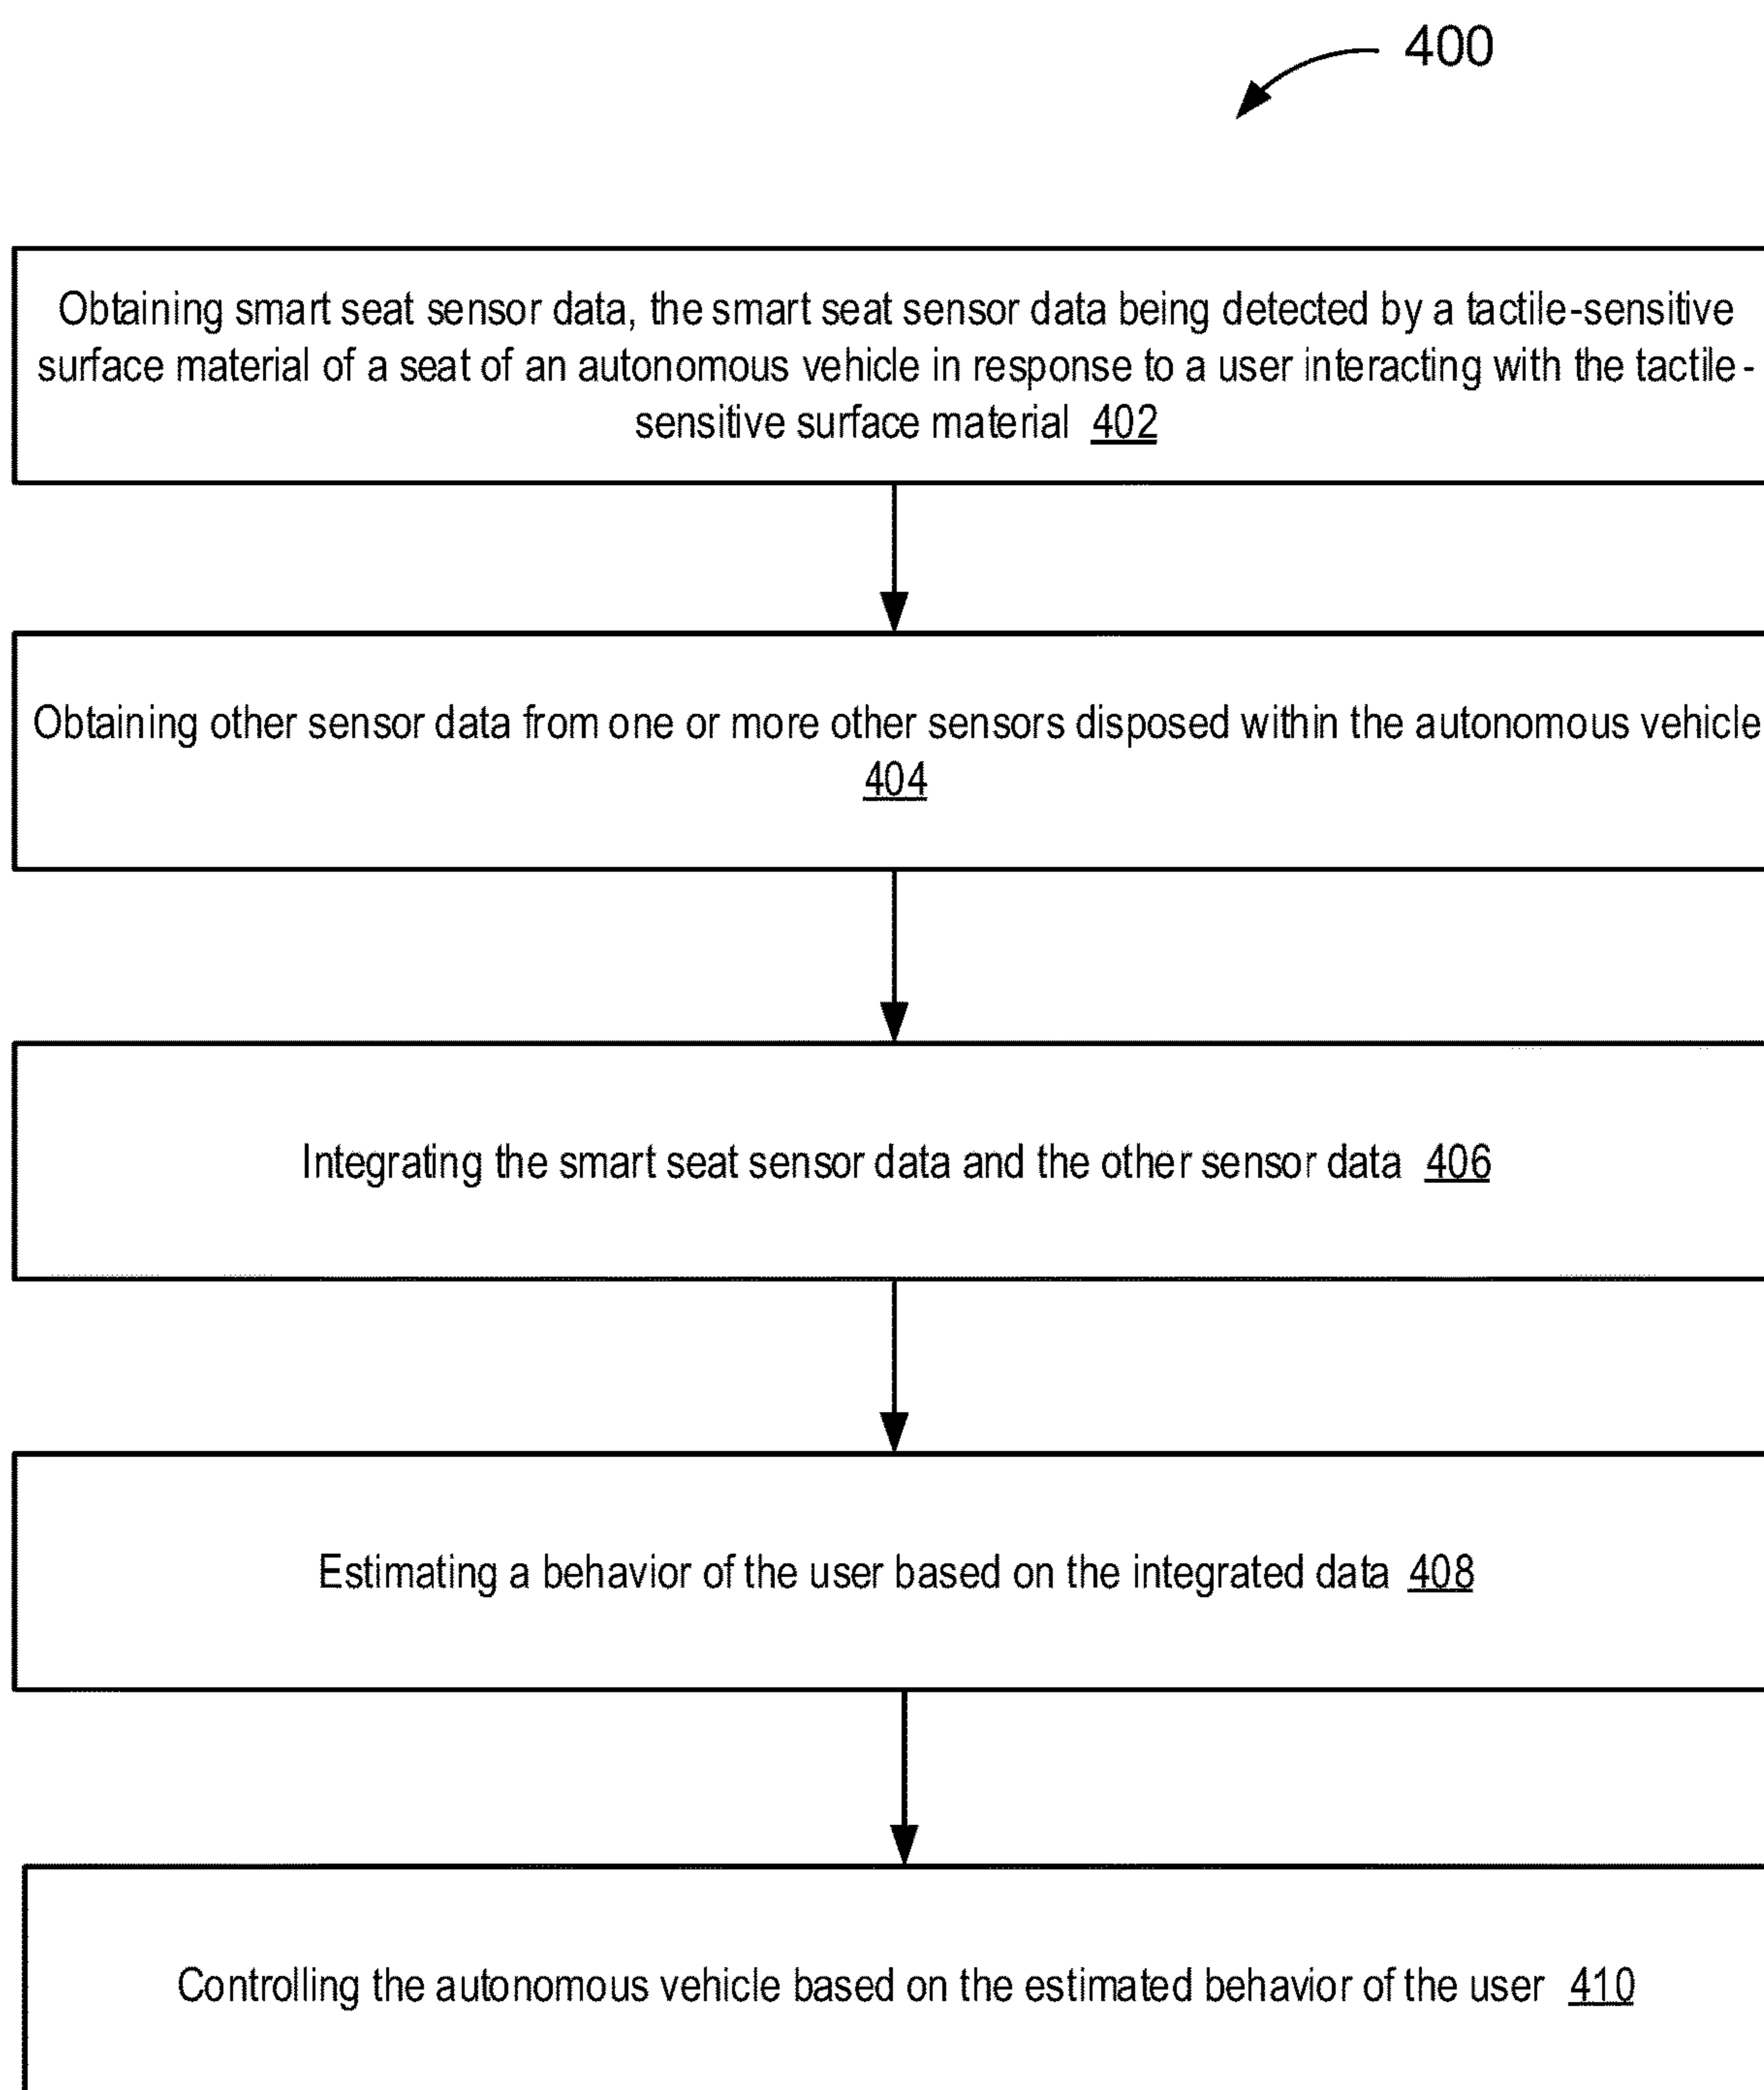 400
Obtaining smart seat sensor data, the smart seat sensor data being detected by a tactile-sensitive
surface material of a seat of an autonomous vehicle in response to a user interacting with the tactile-
sensitive surface material 402
Obtaining other sensor data from one or more other sensors disposed within the autonomous vehicle
404
Integrating the smart seat sensor data and the other sensor data 406
Estimating a behavior of the user based on the integrated data 408
Controlling the autonomous vehicle based on the estimated behavior of the user 410